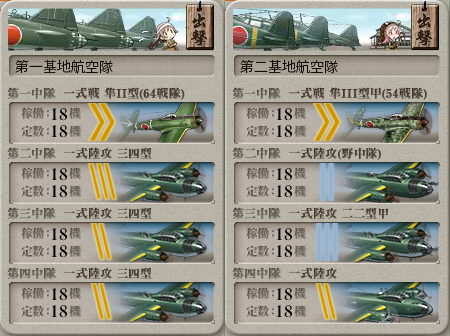 出撃
第一基地航空隊
第一中隊 一式戦 隼II型(64戦隊)
稼働:18機
定数:18機
第二中隊 一式陸攻 三四型
稼働:18機
定数:18機
第三中隊 一式陸攻 三四型
稼働:18機
定数:18機
第四中隊 一式陸攻 三四型
稼働:18機
定数:18機
出撃
第二基地航空隊
第一中隊 一式戦 隼III型甲(54戦隊)
稼働:18機
定数:18機
第二中隊 一式陸攻(野中隊)
稼働:18機
定数:18機
第三中隊 一式陸攻 二二型甲
稼働:18機
定数:18機
第四中隊 一式陸攻
稼働:18機
定数:18機